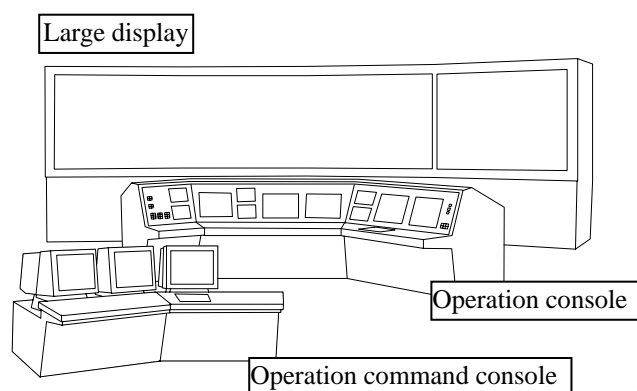 Large display
Operation console
Operation command console